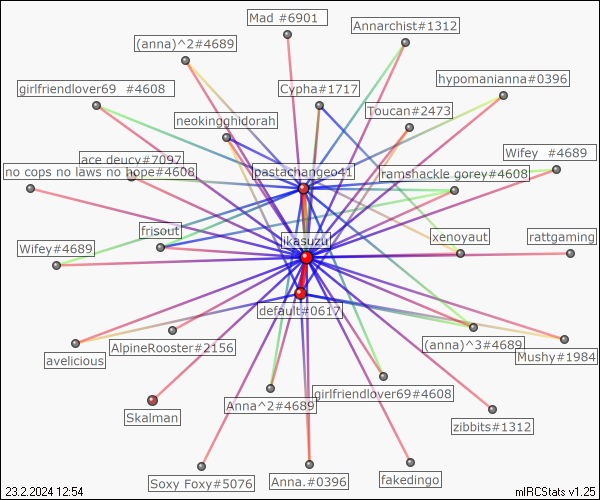 Mad #6901
Annarchist#1312
(anna)^2#4689
hypomanianna#0396
girlfriendlover69 #4608
Cypha#1717
Toucan#2473
neokingghidorah
Wifey #4689
ace deucy#7097
no cops no laws no hope#4608
pastachangeo41
ramshackle gorey#4608
frisout
ikasuzu
xenoyaut
rattgaming
Wifey#4689
default#0617
AlpineRooster#2156
(anna)^3#4689
avelicious
Mushy#1984
girlfriendlover69#4608
Anna^2#4689
Skalman
zibbits#1312
Soxy Foxy#5076
Anna.#0396
fakedingo
23.2.2024 12:54
mIRCStats v1.25